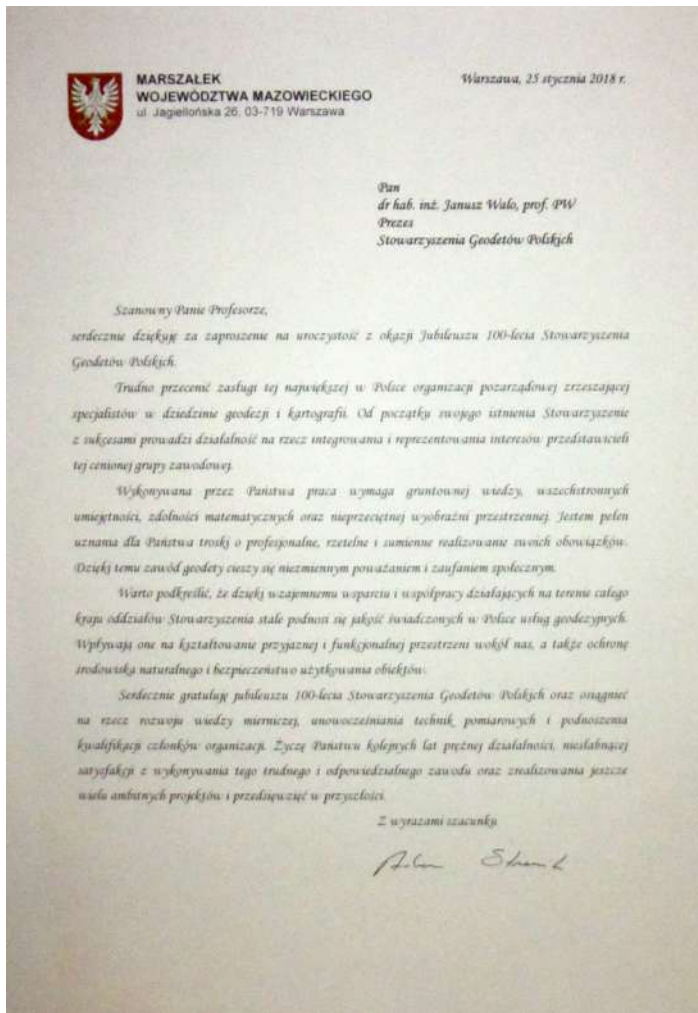 MARSZAŁEK
WOJEWÓDZTWA MAZOWIECKIEGO
ul. Jagiellońska 26, 03-719 Warszawa
Warszawa, 25 stycznia 2018 r.
Pan
dr hab. inż. Janusz Walo, prof. PW
Prezes
Stowarzyszenia Geodetów Polskich
Szanowny Panie Profesorze,
serdecznie dziękuję za zaproszenie na uroczystość z okazji Jubileuszu 100-lecia Stowarzyszenia
Geodetów Polskich.
Trudno przecenić zasługi tej największej w Polsce organizacji pozarządowej zrzeszającej
specjalistów w dziedzinie geodezji i kartografii. Od początku swojego istnienia Stowarzyszenie
z sukcesami prowadzi działalność na rzecz integrowania i reprezentowania interesów przedstawicieli
tej cenionej grupy zawodowej.
Wykonywana przez Państwa praca wymaga gruntownej wiedzy, wszechstronnych
umiejętności, zdolności matematycznych oraz nieprzeciętnej wyobraźni przestrzennej. Jestem pełen
uznania dla Państwa troski o profesjonalne, rzetelne i sumienne realizowanie swoich obowiązków.
Dzięki temu zawód geodety cieszy się niezmiennym poważaniem i zaufaniem społecznym.
Warto podkreślić, że dzięki wzajemnemu wsparciu i współpracy działających na terenie całego
kraju oddziałów Stowarzyszenia stale podnosi się jakość świadczonych w Polsce usług geodezyjnych.
Wpływają one na kształtowanie przyjaznej i funkcjonalnej przestrzeni wokół nas, a także ochronę
środowiska naturalnego i bezpieczeństwo użytkowania obiektów.
Serdecznie gratuluję jubileuszu 100-lecia Stowarzyszenia Geodetów Polskich oraz osiągnięć
na rzecz rozwoju wiedzy mierniczej, unowocześniania technik pomiarowych i podnoszenia
kwalifikacji członków organizacji. Życzę Państwu kolejnych lat prężnej działalności, niesłabnącej
satysfakcji z wykonywania tego trudnego i odpowiedzialnego zawodu oraz zrealizowania jeszcze
wielu ambitnych projektów i przedsięwzięć w przyszłości.
Z wyrazami szacunku